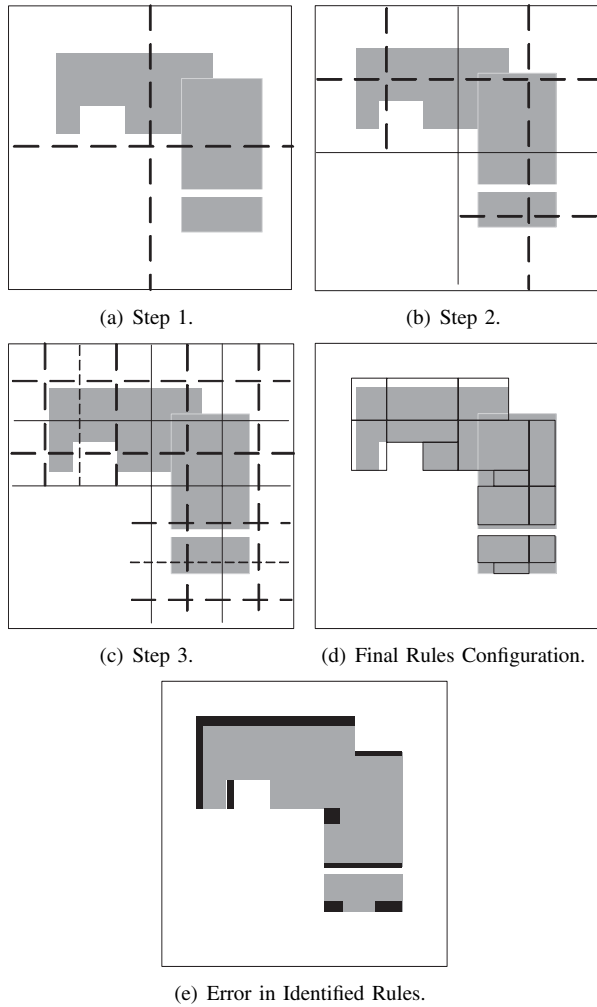 (a) Step 1.
(b) Step 2.
(c) Step 3.
(d) Final Rules Configuration.
(e) Error in Identified Rules.